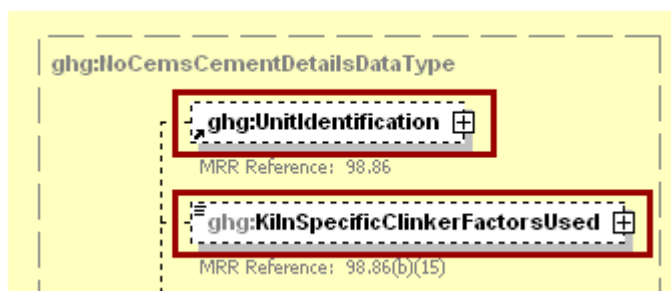 ghg:NoCemsCementDetailsDataType
ghg:UnitIdentification
MRR Reference: 98.86
ghg:KilnSpecificClinkerFactorsUsed
MRR Reference: 98.86(b)(15)